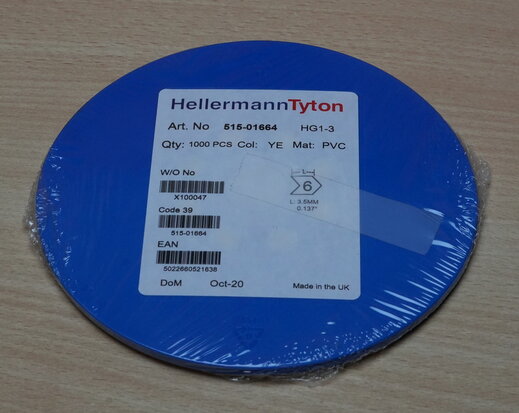 HellermannTyton
Art. No 515-01664 HG1-3
Qty: 1000 PCS Col: YE Mat: PVC
W/O No
X100047
6
L: 3.5MM
0.137"
Code 39
515-01664
EAN
5022660521638
DoM Oct-20 Made in the UK